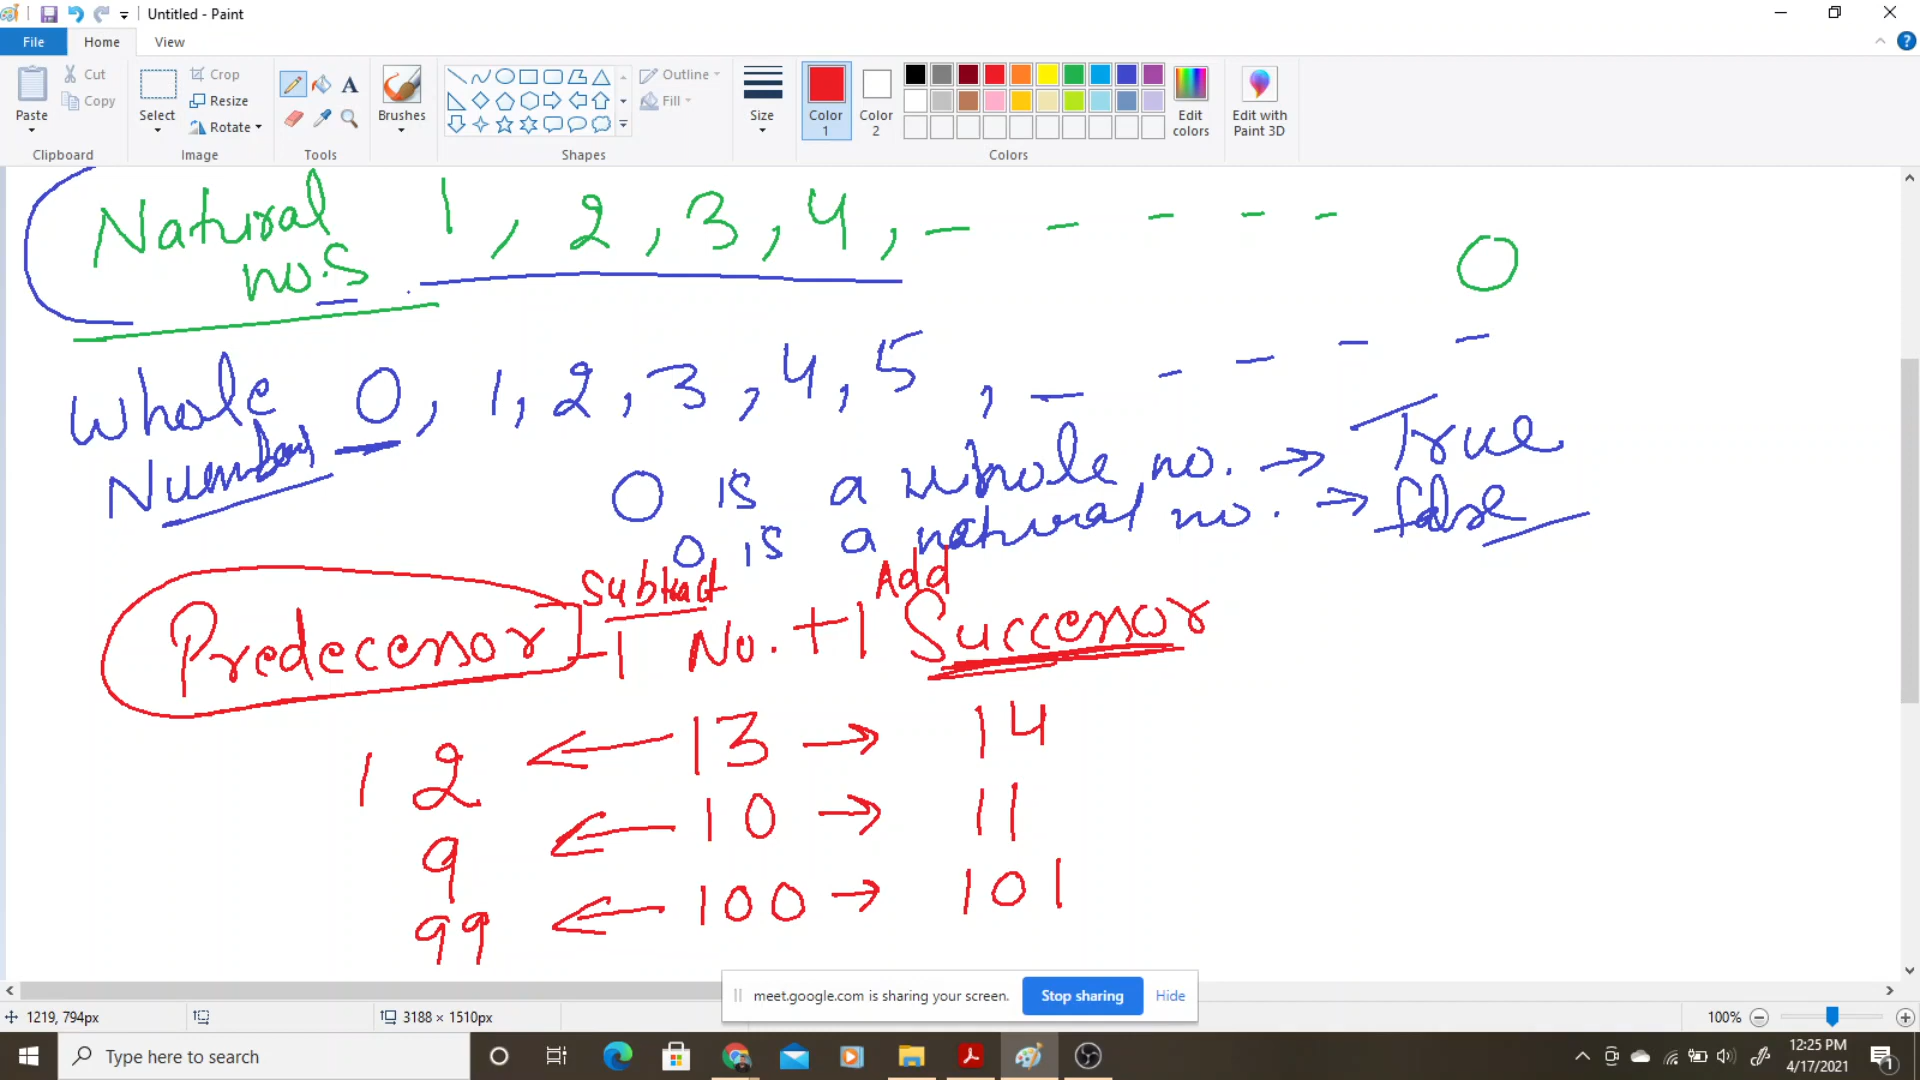 Untitled - Paint
File Home View
Paste Cut Copy Select Crop Resize Rotate A Brushes Outline Fill Size Color 1 Color 2 Edit colors Edit with Paint 3D
Clipboard Image Tools Shapes Colors
Natural 1, 2, 3, 4, - - - - -
no.s 0
Whole 0, 1, 2, 3, 4, 5, - - - - -
Number
0 is a whole no. → True
0 is a natural no. → false
Subtract Add
Predecessor -1 No. +1 Successor
12 ← 13 → 14
9 ← 10 → 11
99 ← 100 → 101
meet.google.com is sharing your screen. Stop sharing Hide
1219, 794px 3188 × 1510px 100%
Type here to search
12:25 PM
4/17/2021
1